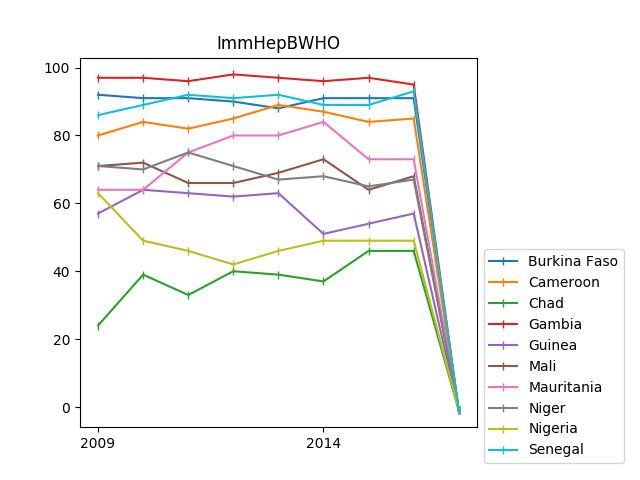 ImmHepBWHO
100
80
60
40
20
0
2009
2014
Burkina Faso
Cameroon
Chad
Gambia
Guinea
Mali
Mauritania
Niger
Nigeria
Senegal